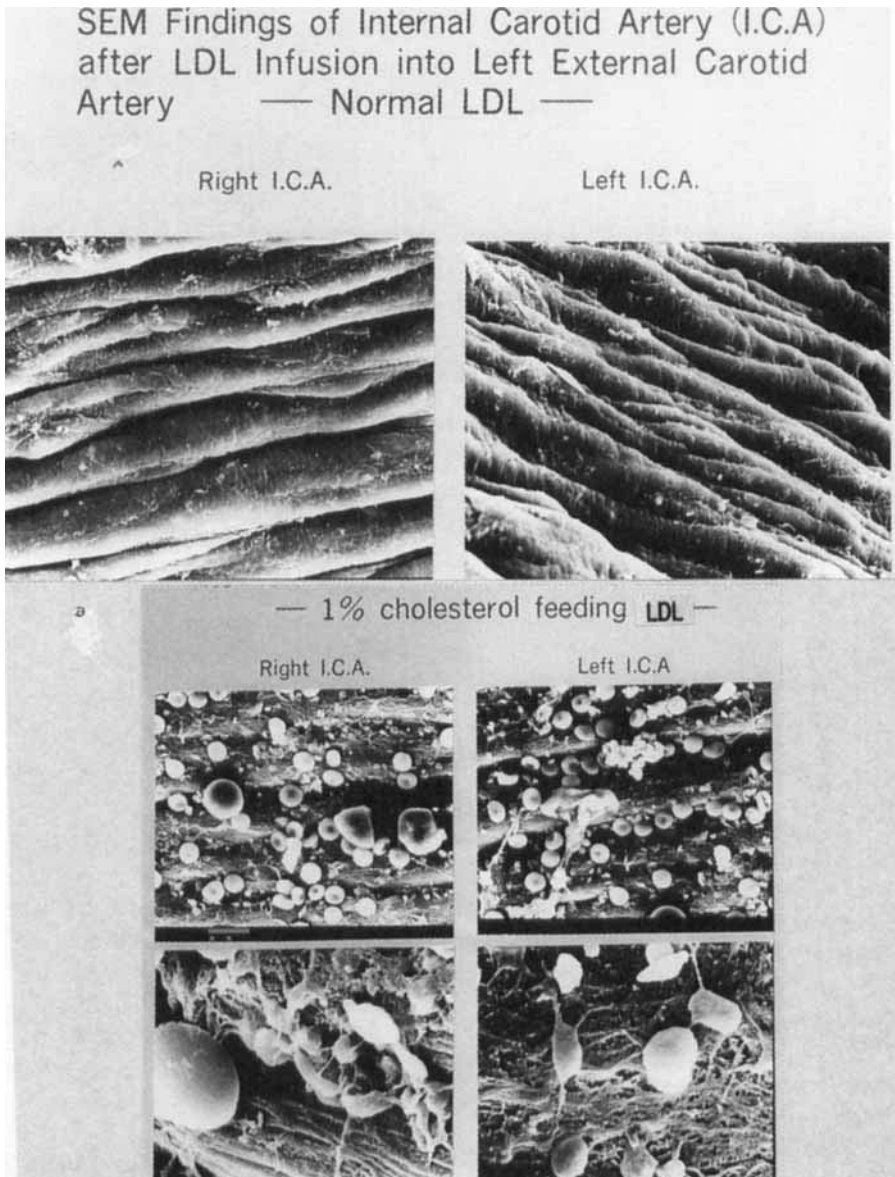 SEM Findings of Internal Carotid Artery (I.C.A)
after LDL Infusion into Left External Carotid
Artery — Normal LDL —
Right I.C.A.
Left I.C.A.
— 1% cholesterol feeding LDL —
Right I.C.A.
Left I.C.A